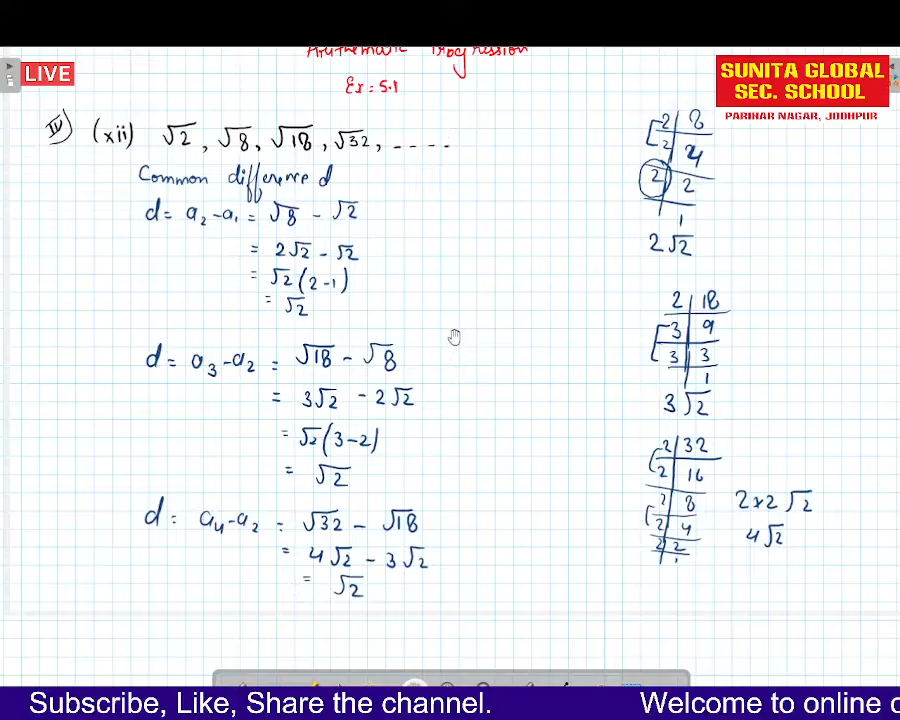 Arithematic Progression
LIVE
Ex = 5.1
SUNITA GLOBAL
SEC. SCHOOL
PARIHAR NAGAR, JODHPUR
IV) (xii) √2, √8, √18, √32, - - - - -
Common difference d
d = a₂ - a₁ = √8 - √2
= 2√2 - √2
= √2(2-1)
= √2
d = a₃ - a₂ = √18 - √8
= 3√2 - 2√2
= √2(3-2)
= √2
d = a₄ - a₂ = √32 - √18
= 4√2 - 3√2
= √2
2 | 8
2 | 4
2 | 2
1
2√2
2 | 18
3 | 9
3 | 3
1
3√2
2 | 32
2 | 16
2 | 8
2 | 4
2 | 2
1
2×2√2
4√2
Subscribe, Like, Share the channel.
Welcome to online c